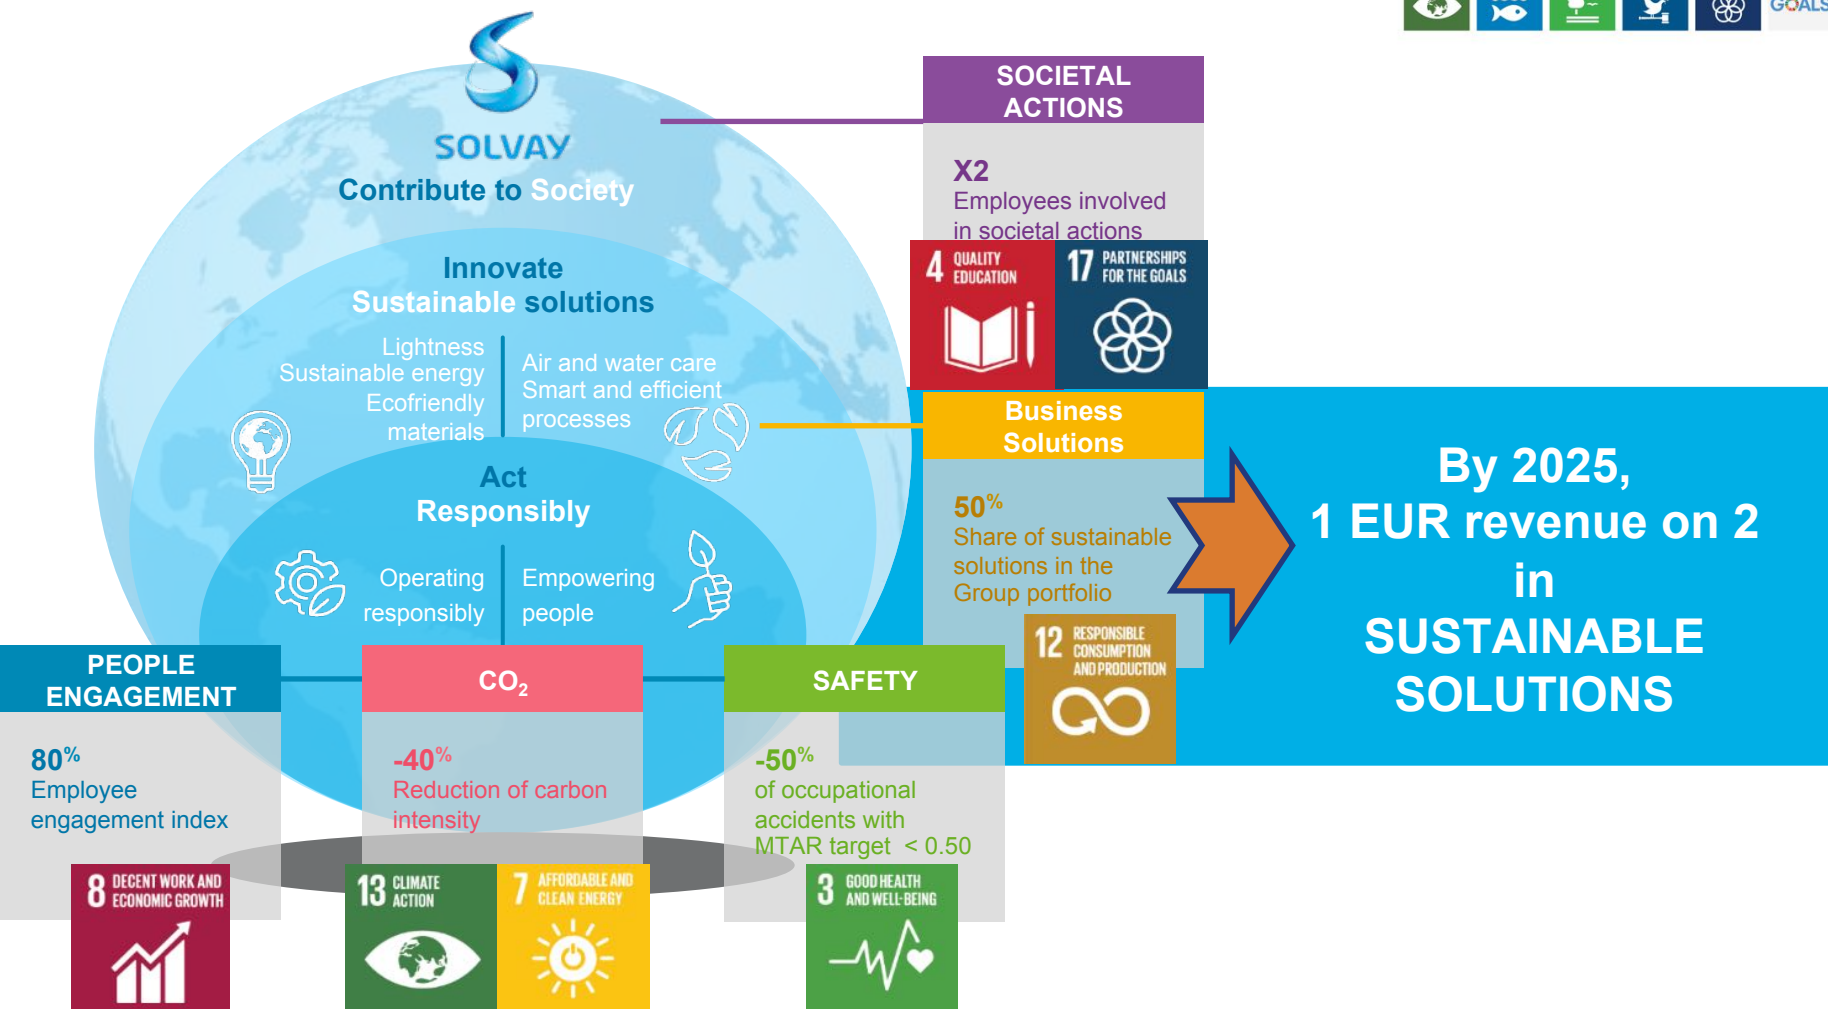 GOALS
SOLVAY
Contribute to Society
Innovate
Sustainable solutions
Lightness
Sustainable energy
Ecofriendly
materials
Air and water care
Smart and efficient
processes
Act
Responsibly
Operating
responsibly
Empowering
people
SOCIETAL
ACTIONS
X2
Employees involved
in societal actions
4 QUALITY
EDUCATION
17 PARTNERSHIPS
FOR THE GOALS
Business
Solutions
50%
Share of sustainable
solutions in the
Group portfolio
12 RESPONSIBLE
CONSUMPTION
AND PRODUCTION
By 2025,
1 EUR revenue on 2
in
SUSTAINABLE
SOLUTIONS
PEOPLE
ENGAGEMENT
80%
Employee
engagement index
8 DECENT WORK AND
ECONOMIC GROWTH
CO₂
-40%
Reduction of carbon
intensity
13 CLIMATE
ACTION
7 AFFORDABLE AND
CLEAN ENERGY
SAFETY
-50%
of occupational
accidents with
MTAR target < 0.50
3 GOOD HEALTH
AND WELL-BEING